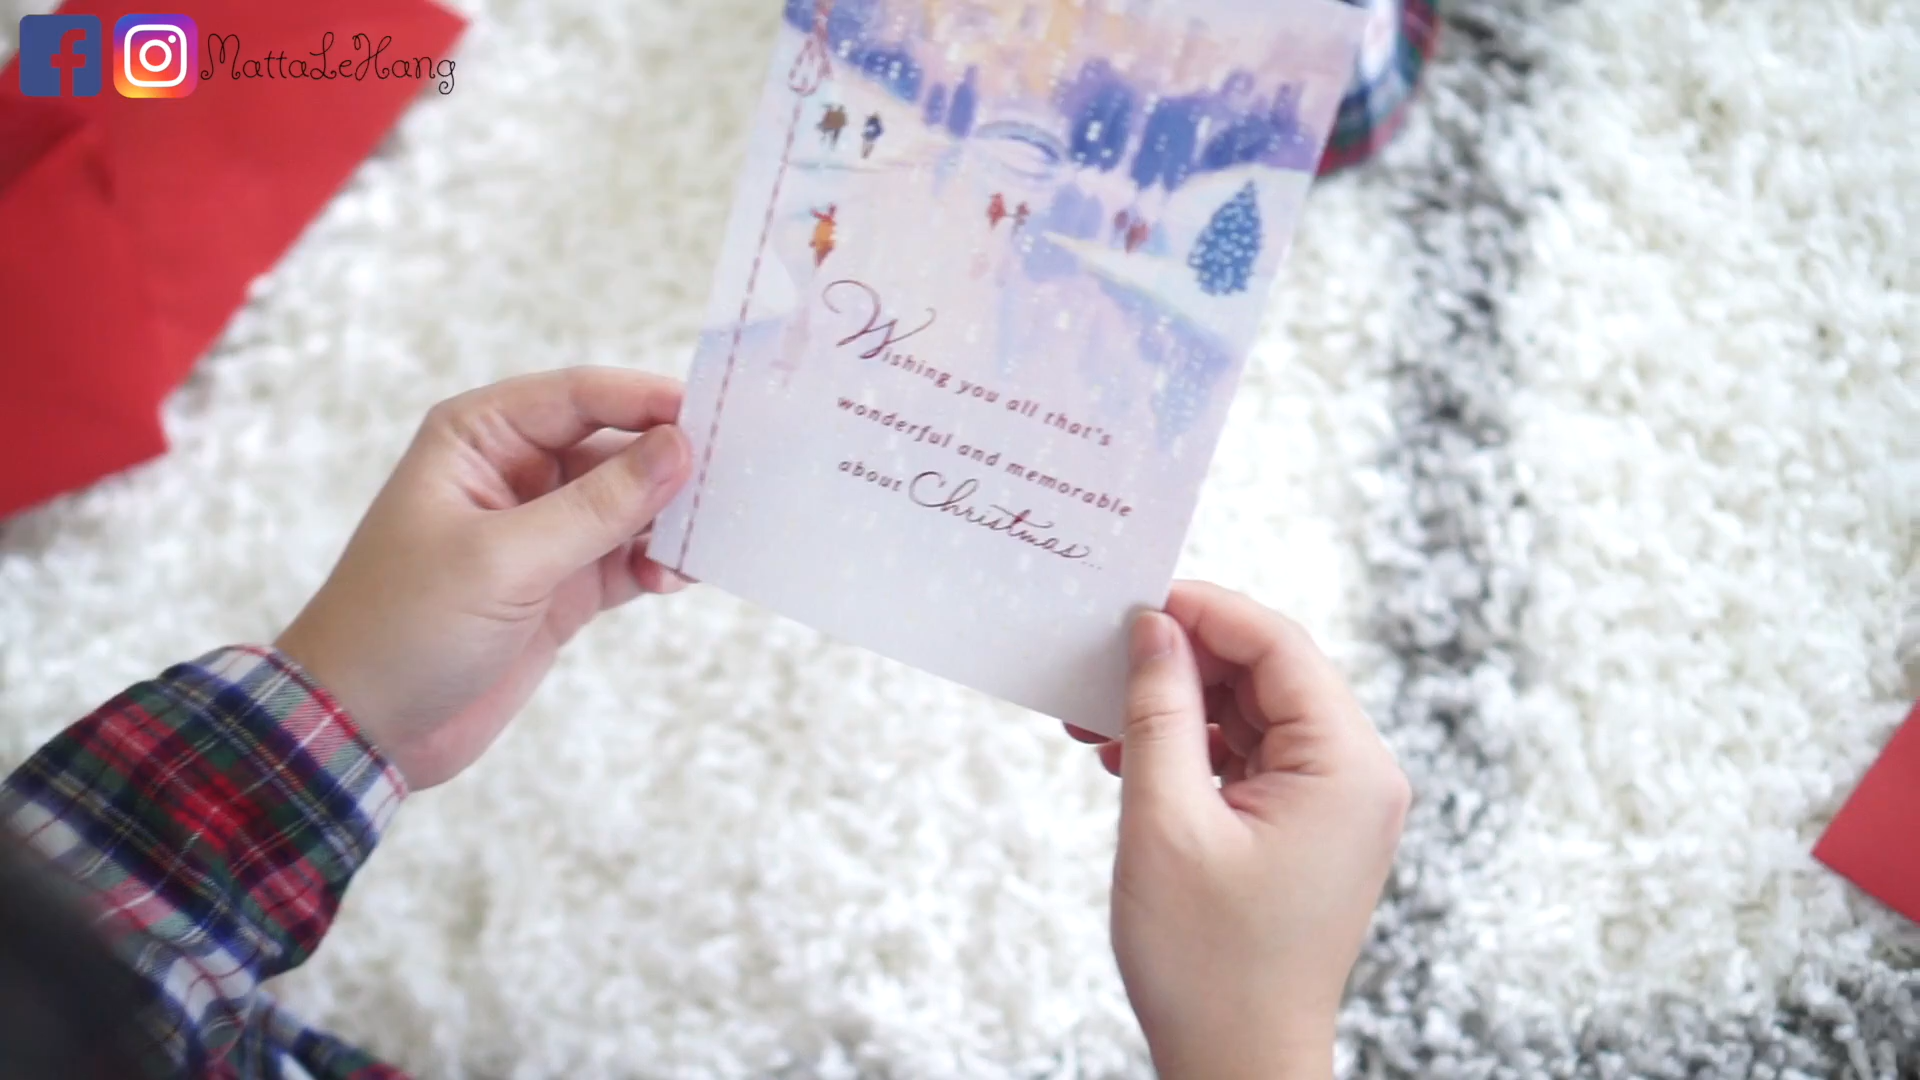 MattaLeHang
Wishing you all that's
wonderful and memorable
about Christmas...